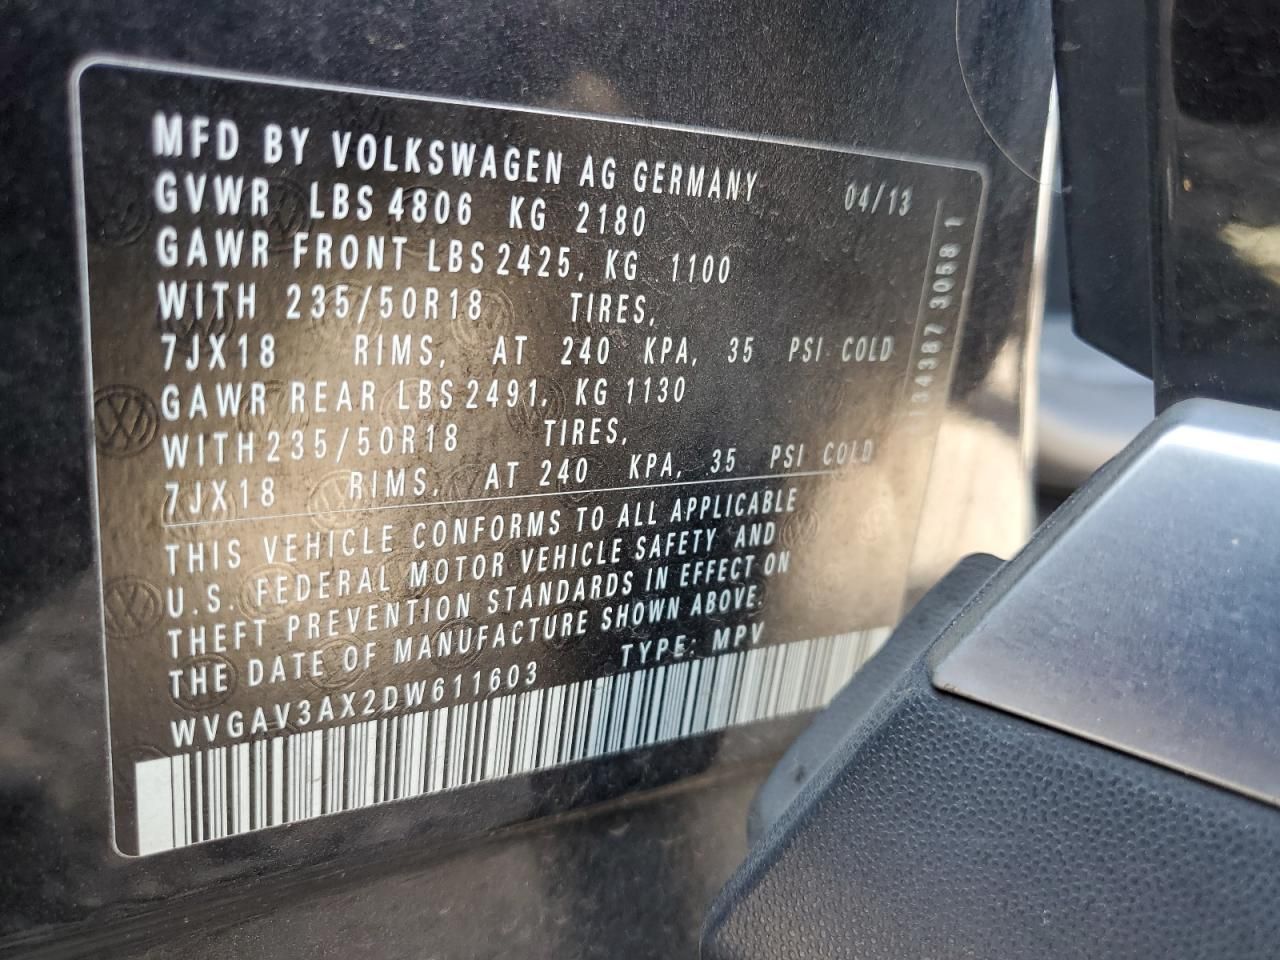 MFD BY VOLKSWAGEN AG GERMANY 04/13
GVWR LBS 4806 KG 2180
GAWR FRONT LBS 2425, KG 1100
WITH 235/50R18 TIRES,
7JX18 RIMS, AT 240 KPA, 35 PSI COLD
GAWR REAR LBS 2491, KG 1130
WITH 235/50R18 TIRES,
7JX18 RIMS, AT 240 KPA, 35 PSI COLD
THIS VEHICLE CONFORMS TO ALL APPLICABLE
U.S. FEDERAL MOTOR VEHICLE SAFETY AND
THEFT PREVENTION STANDARDS IN EFFECT ON
THE DATE OF MANUFACTURE SHOWN ABOVE.
WVGAV3AX2DW611603 TYPE: MPV
3058 1